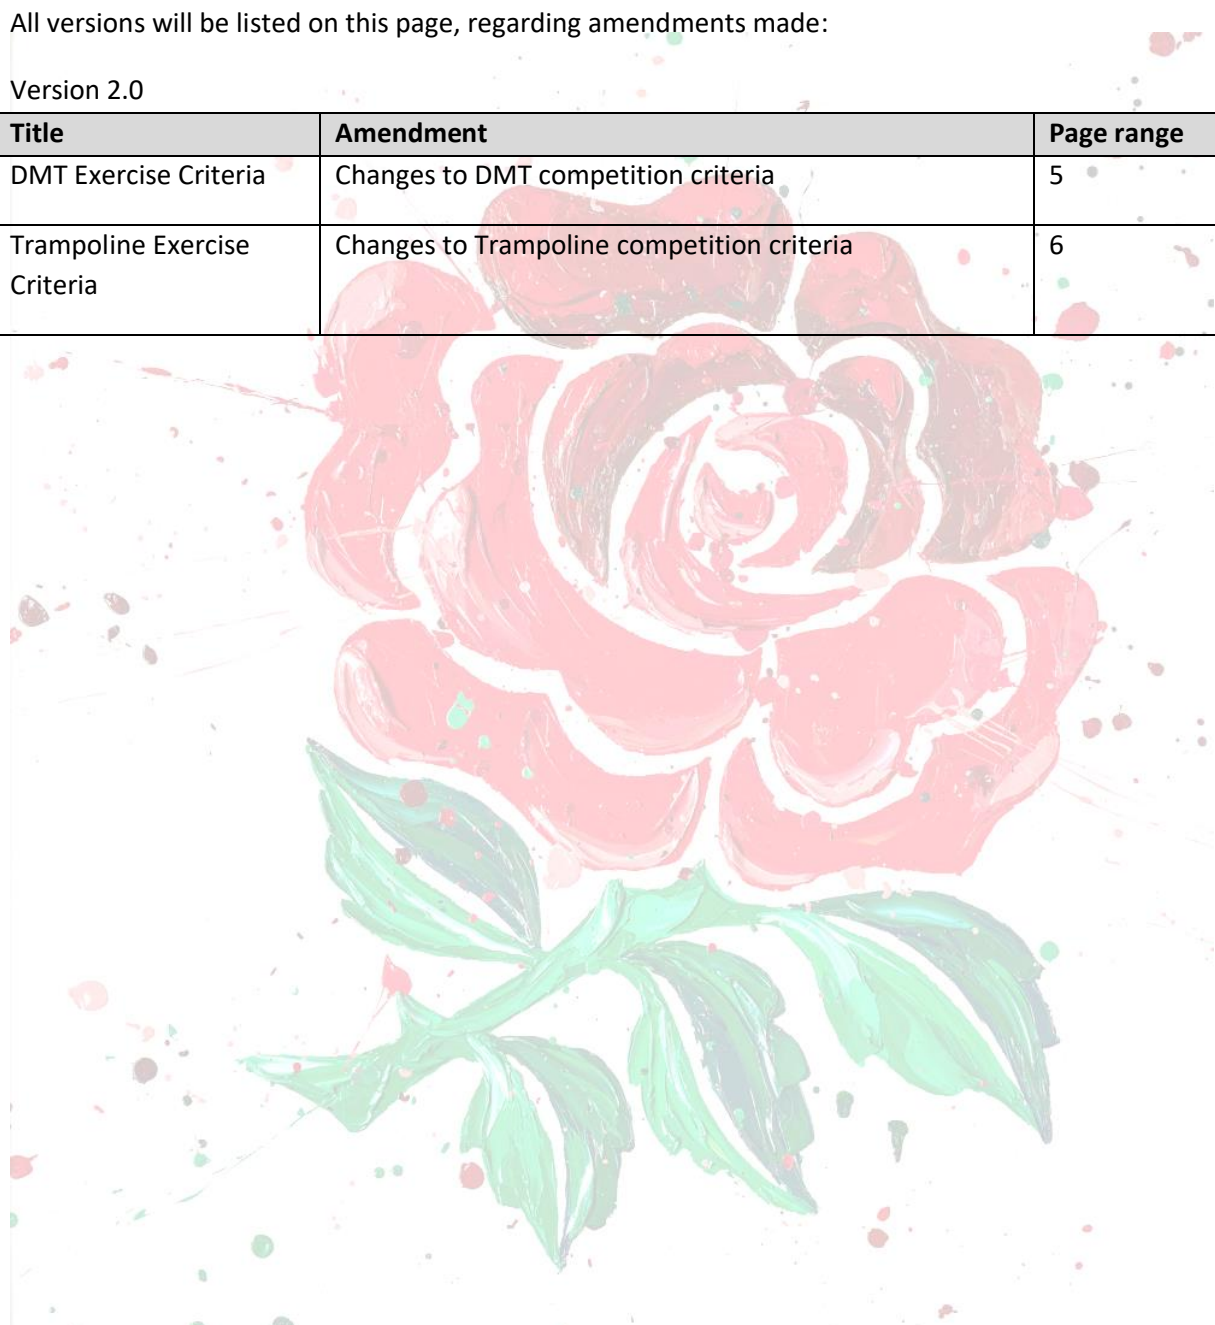 All versions will be listed on this page, regarding amendments made:
Version 2.0
Title Amendment Page range
DMT Exercise Criteria Changes to DMT competition criteria 5
Trampoline Exercise Changes to Trampoline competition criteria 6
Criteria